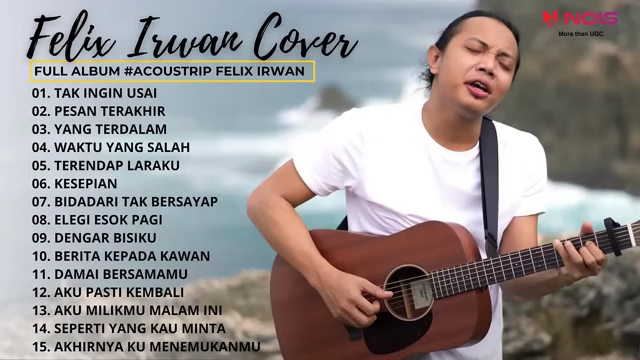 Felix Irwan Cover
NOIS
More then UGC
FULL ALBUM #ACOUSTRIP FELIX IRWAN
01. TAK INGIN USAI
02. PESAN TERAKHIR
03. YANG TERDALAM
04. WAKTU YANG SALAH
05. TERENDAP LARAKU
06. KESEPIAN
07. BIDADARI TAK BERSAYAP
08. ELEGI ESOK PAGI
09. DENGAR BISIKU
10. BERITA KEPADA KAWAN
11. DAMAI BERSAMAMU
12. AKU PASTI KEMBALI
13. AKU MILIKMU MALAM INI
14. SEPERTI YANG KAU MINTA
15. AKHIRNYA KU MENEMUKANMU